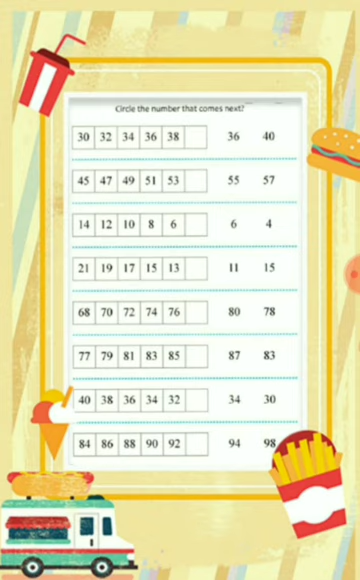 Circle the number that comes next?
30 32 34 36 38 36 40
45 47 49 51 53 55 57
14 12 10 8 6 6 4
21 19 17 15 13 11 15
68 70 72 74 76 80 78
77 79 81 83 85 87 83
40 38 36 34 32 34 30
84 86 88 90 92 94 98